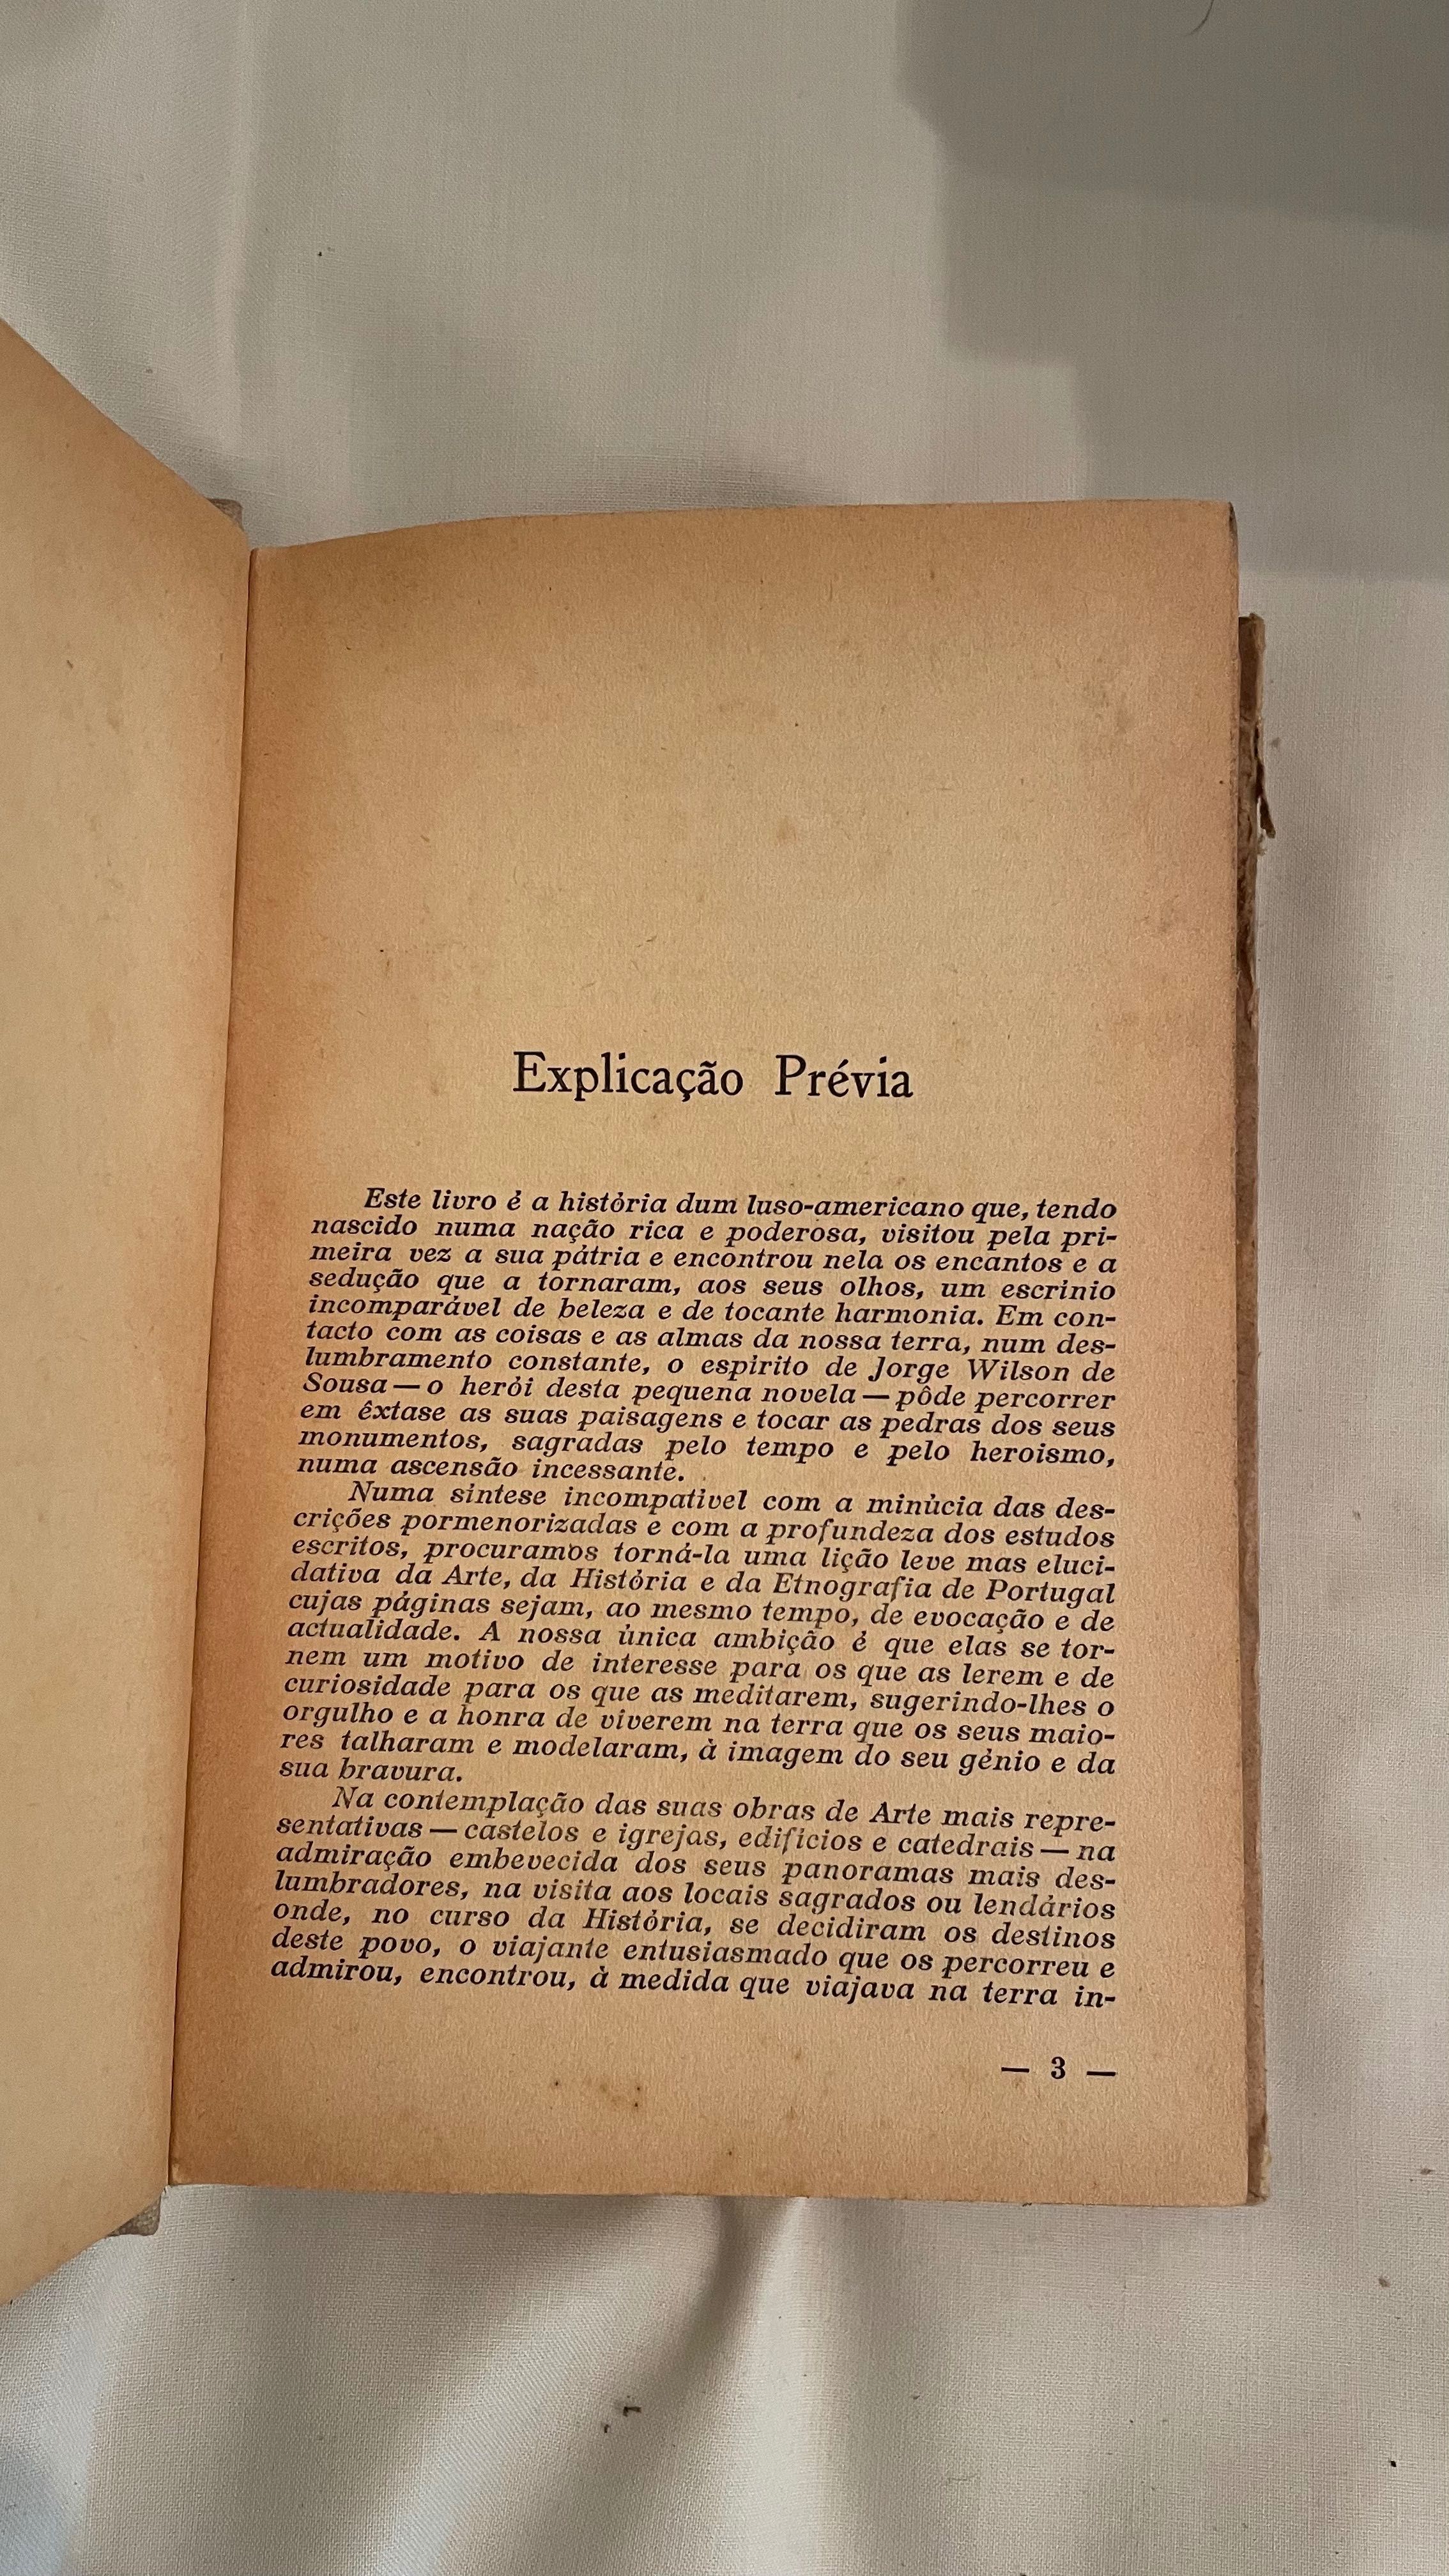 Explicação Prévia
Este livro é a história dum luso-americano que, tendo
nascido numa nação rica e poderosa, visitou pela pri-
meira vez a sua pátria e encontrou nela os encantos e a
sedução que a tornaram, aos seus olhos, um escrínio
incomparável de beleza e de tocante harmonia. Em con-
tacto com as coisas e as almas da nossa terra, num des-
lumbramento constante, o espírito de Jorge Wilson de
Sousa — o herói desta pequena novela — pôde percorrer
em êxtase as suas paisagens e tocar as pedras dos seus
monumentos, sagradas pelo tempo e pelo heroismo,
numa ascensão incessante.
Numa síntese incompatível com a minúcia das des-
crições pormenorizadas e com a profundeza dos estudos
escritos, procuramos torná-la uma lição leve mas eluci-
dativa da Arte, da História e da Etnografia de Portugal
cujas páginas sejam, ao mesmo tempo, de evocação e de
actualidade. A nossa única ambição é que elas se tor-
nem um motivo de interesse para os que as lerem e de
curiosidade para os que as meditarem, sugerindo-lhes o
orgulho e a honra de viverem na terra que os seus maio-
res talharam e modelaram, à imagem do seu génio e da
sua bravura.
Na contemplação das suas obras de Arte mais repre-
sentativas — castelos e igrejas, edifícios e catedrais — na
admiração embevecida dos seus panoramas mais des-
lumbradores, na visita aos locais sagrados ou lendários
onde, no curso da História, se decidiram os destinos
deste povo, o viajante entusiasmado que os percorreu e
admirou, encontrou, à medida que viajava na terra in-
— 3 —